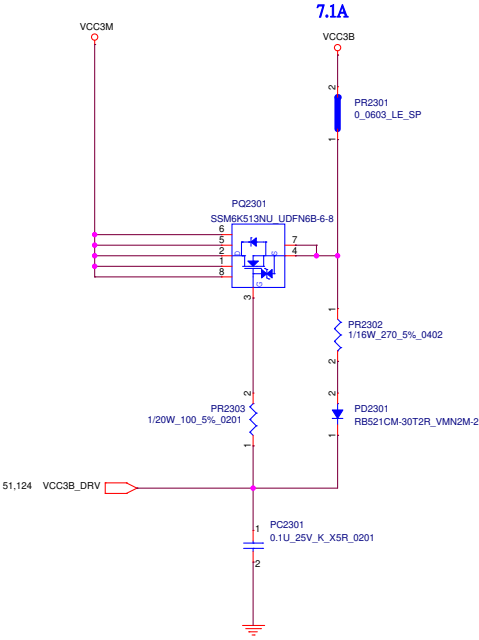 7.1A
VCC3M
VCC3B
2
PR2301
0_0603_LE_SP
1
PQ2301
SSM6K513NU_UDFN6B-6-8
6
5
2
1
8
7
4
D
S
G
3
1
PR2302
1/16W_270_5%_0402
2
2
PR2303
1/20W_100_5%_0201
1
2
PD2301
RB521CM-30T2R_VMN2M-2
1
51,124 VCC3B_DRV
1
PC2301
0.1U_25V_K_X5R_0201
2